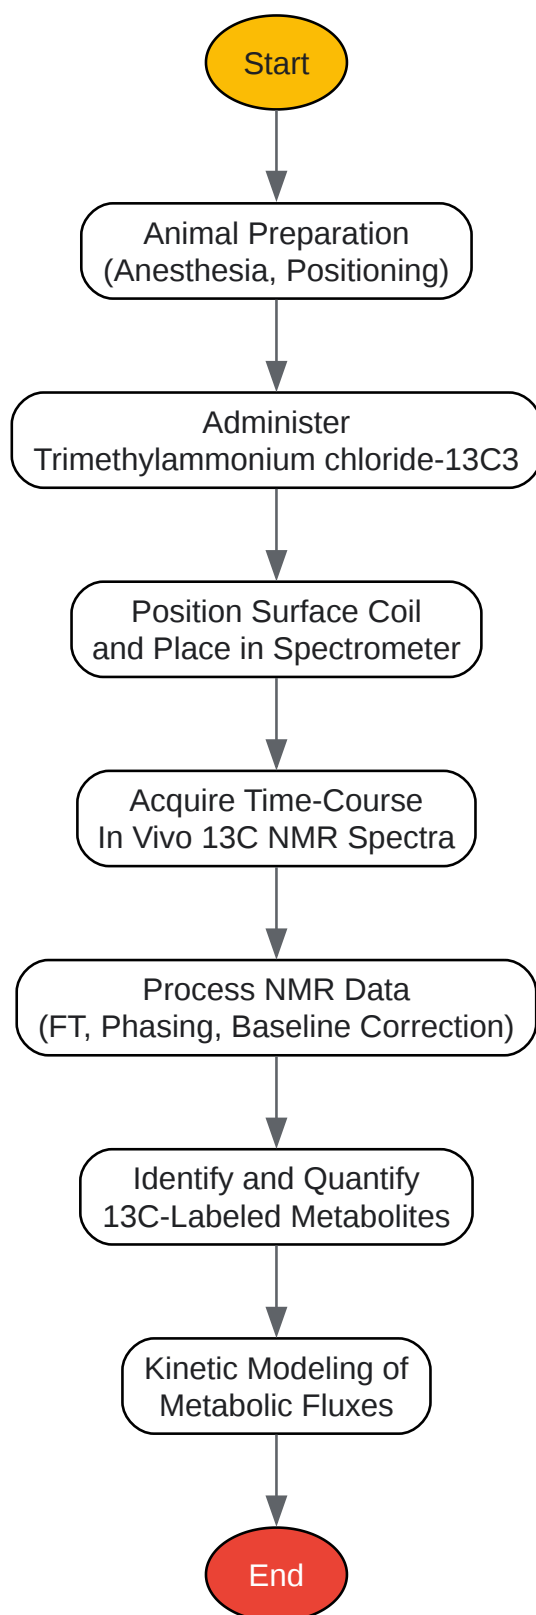 Start
Animal Preparation
(Anesthesia, Positioning)
Administer
Trimethylammonium chloride-13C3
Position Surface Coil
and Place in Spectrometer
Acquire Time-Course
In Vivo 13C NMR Spectra
Process NMR Data
(FT, Phasing, Baseline Correction)
Identify and Quantify
13C-Labeled Metabolites
Kinetic Modeling of
Metabolic Fluxes
End